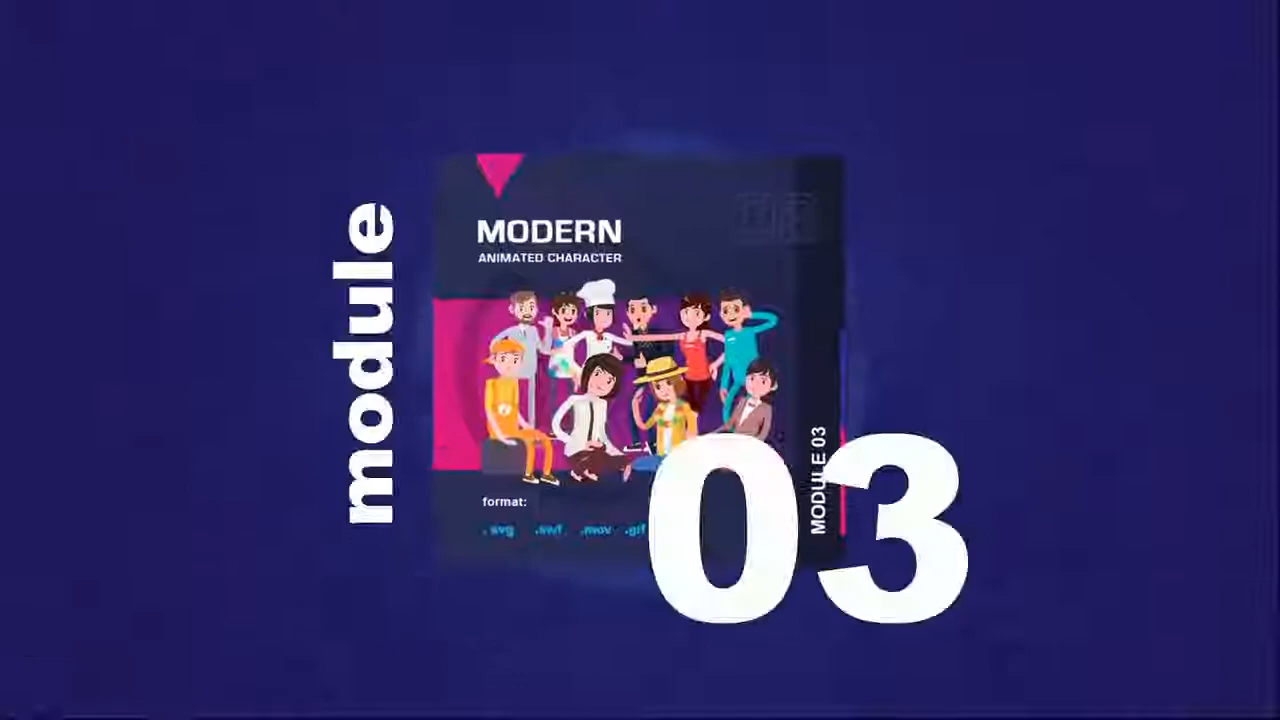 module
MODERN
ANIMATED CHARACTER
format:
.svg .swf .mov .gif
MODULE 03
03